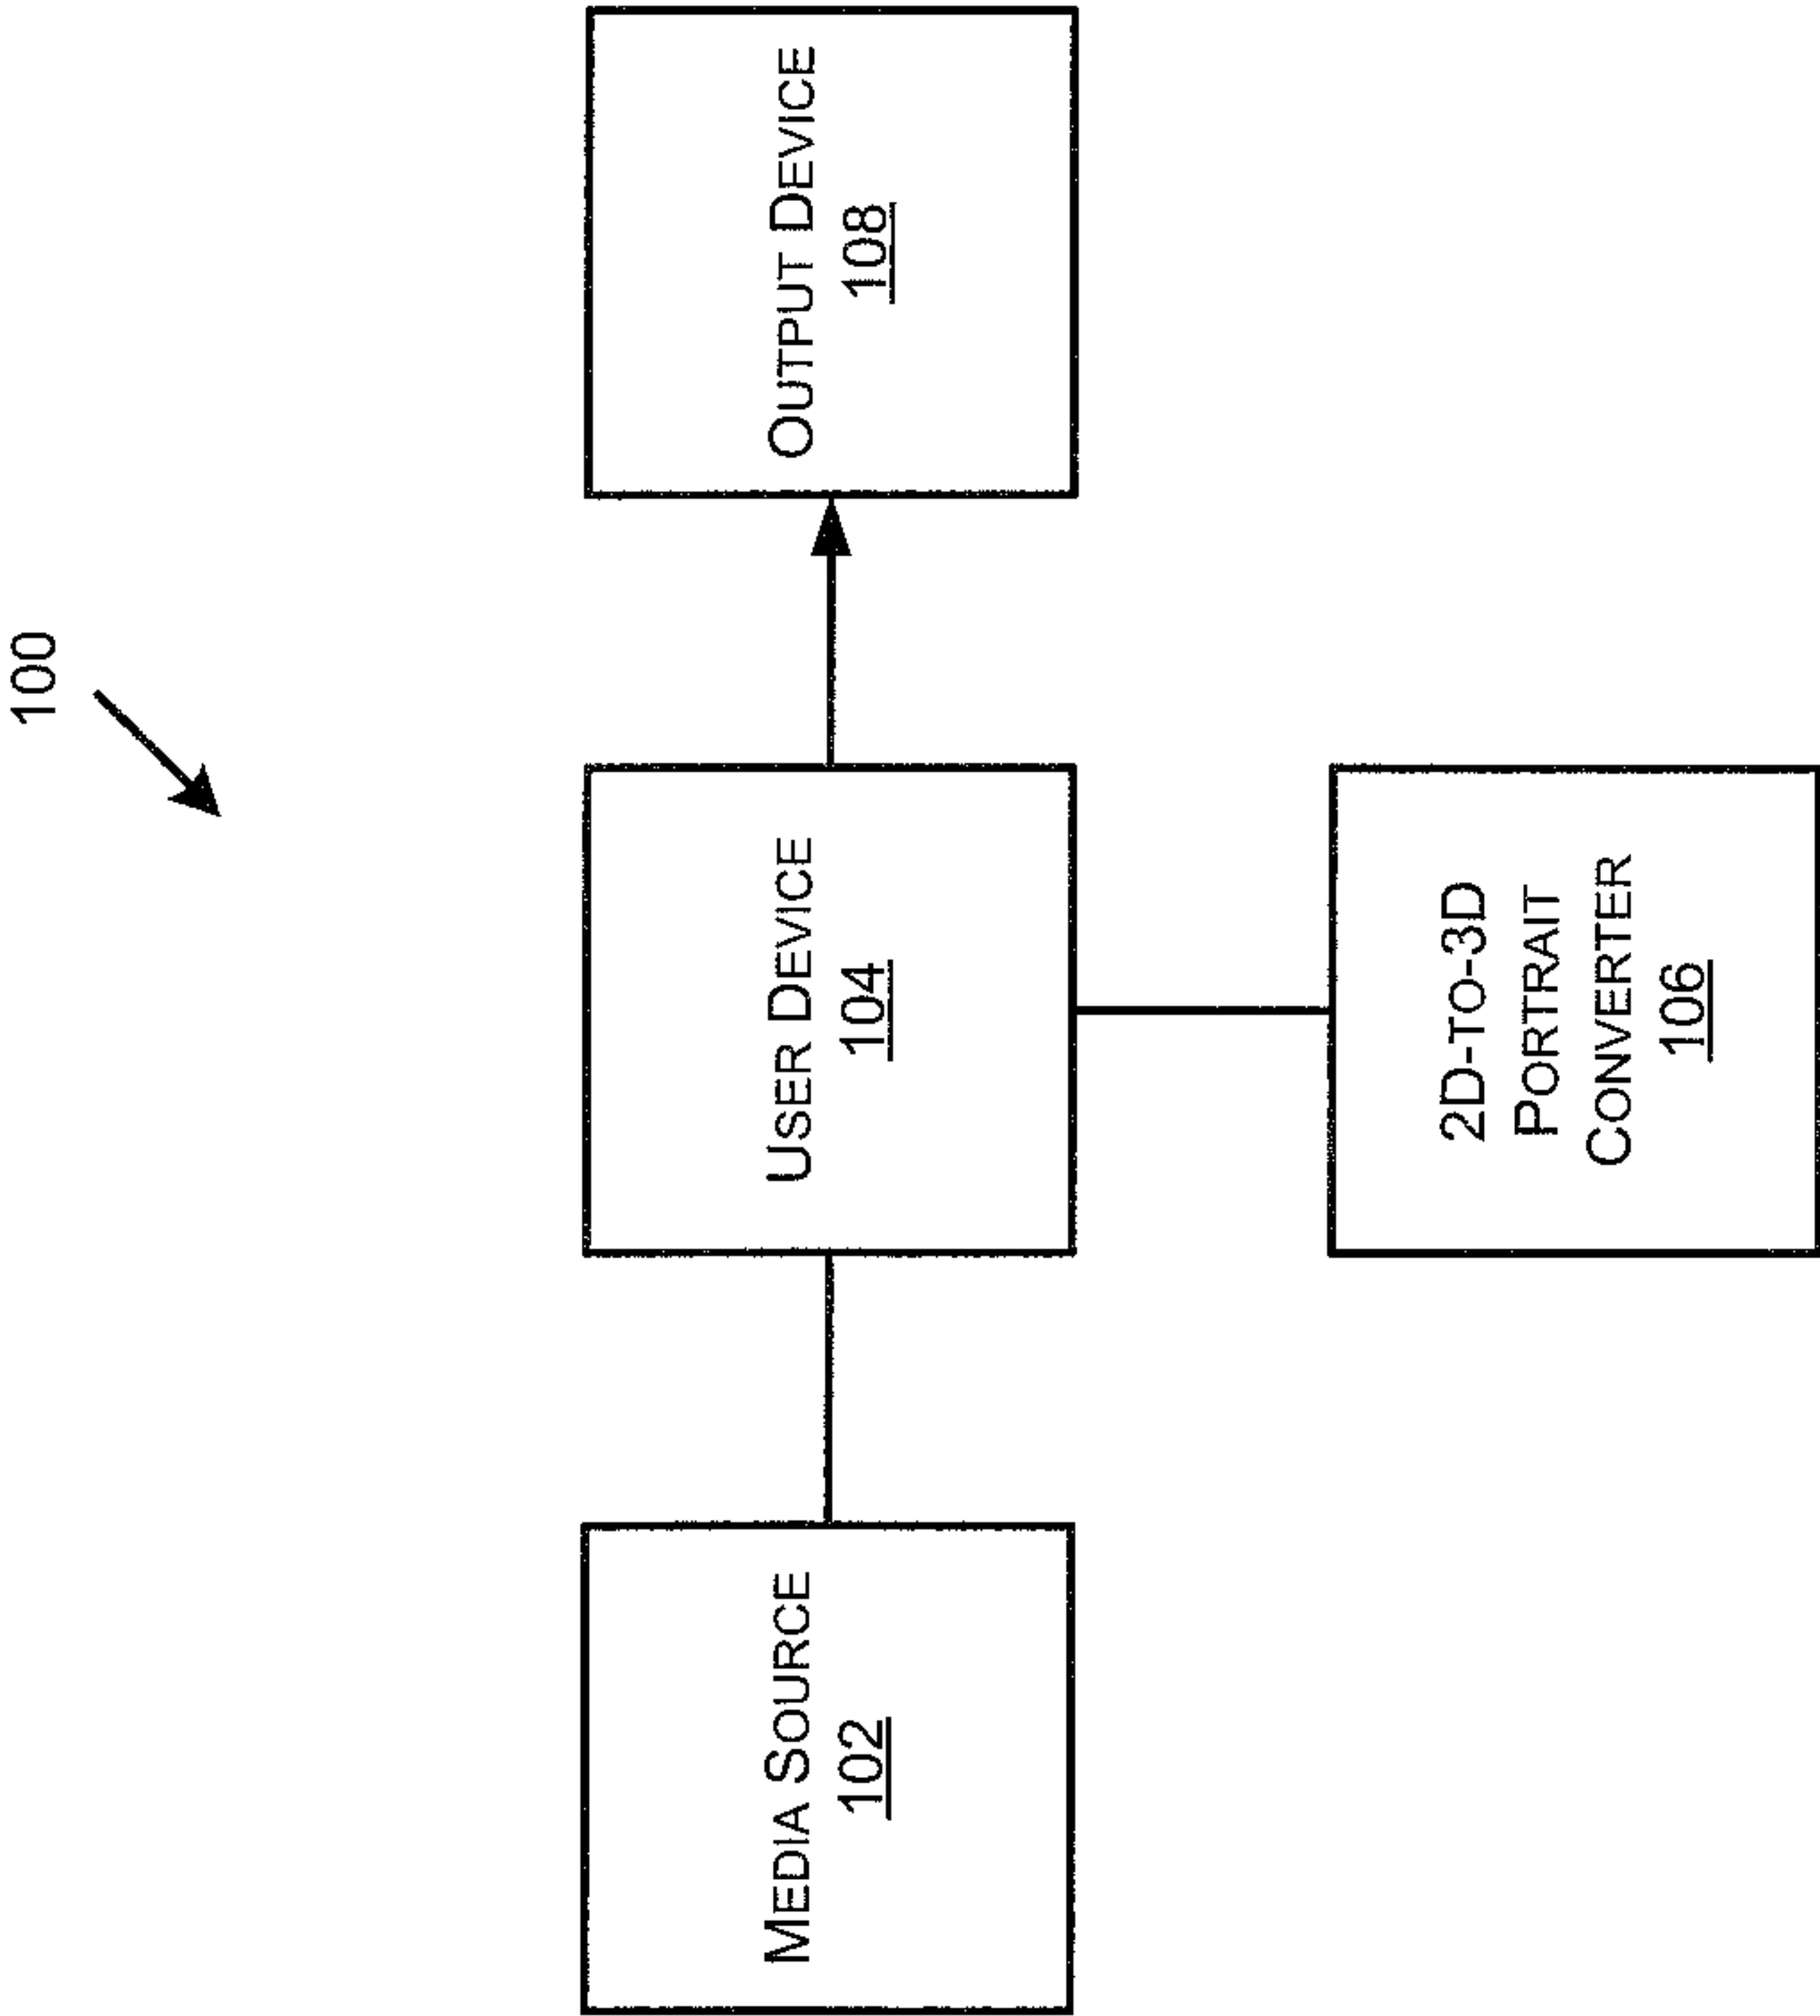 100
MEDIA SOURCE
102
USER DEVICE
104
OUTPUT DEVICE
108
2D-TO-3D
PORTRAIT
CONVERTER
106